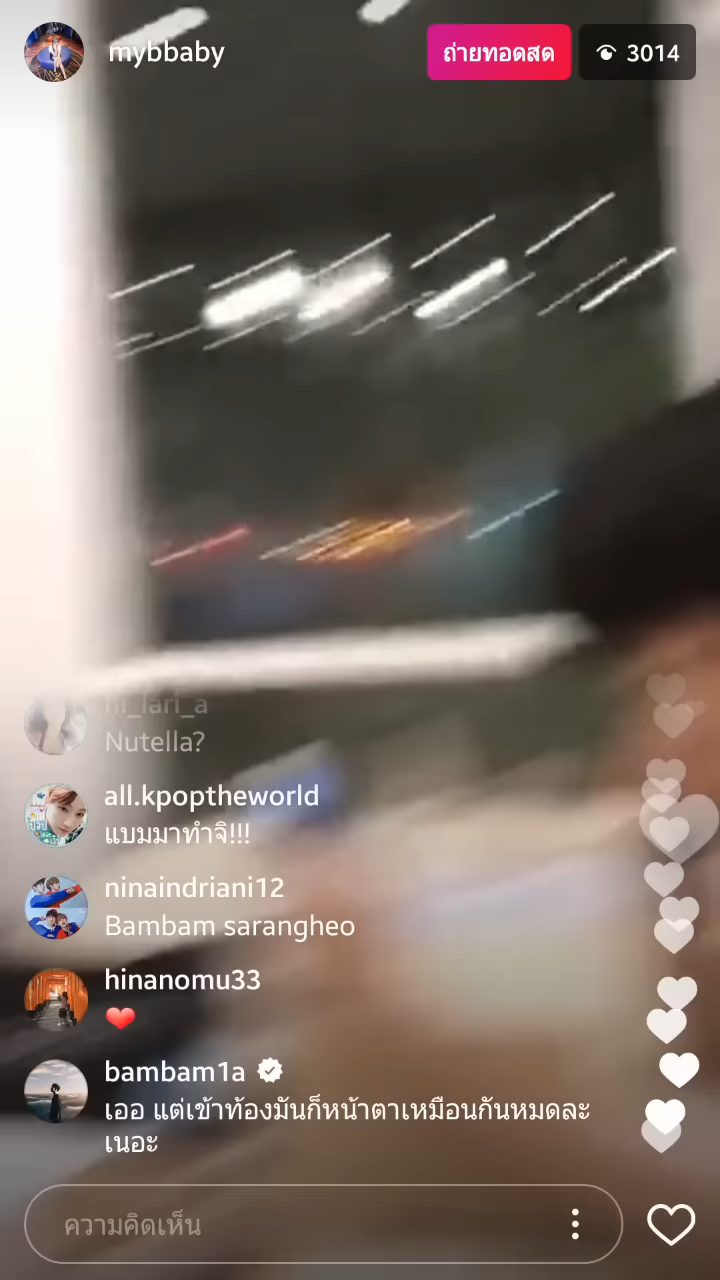 mybbaby
ถ่ายทอดสด
3014
hi_lari_a
Nutella?
all.kpoptheworld
แบมมาทำจิ!!!
ninaindriani12
Bambam sarangheo
hinanomu33
❤️
bambam1a
เออ แต่เข้าท้องมันก็หน้าตาเหมือนกันหมดละ
เนอะ
ความคิดเห็น